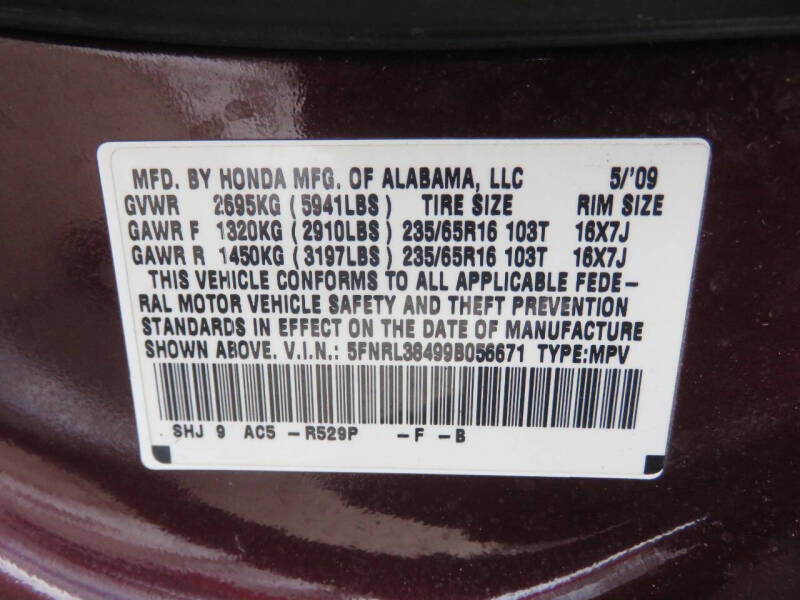 MFD. BY HONDA MFG. OF ALABAMA, LLC 5/'09
GVWR 2695KG (5941LBS) TIRE SIZE RIM SIZE
GAWR F 1320KG (2910LBS) 235/65R16 103T 16X7J
GAWR R 1450KG (3197LBS) 235/65R16 103T 16X7J
THIS VEHICLE CONFORMS TO ALL APPLICABLE FEDE-
RAL MOTOR VEHICLE SAFETY AND THEFT PREVENTION
STANDARDS IN EFFECT ON THE DATE OF MANUFACTURE
SHOWN ABOVE. V.I.N.: 5FNRL38499B056671 TYPE:MPV
SHJ 9 AC5 -R529P -F -B